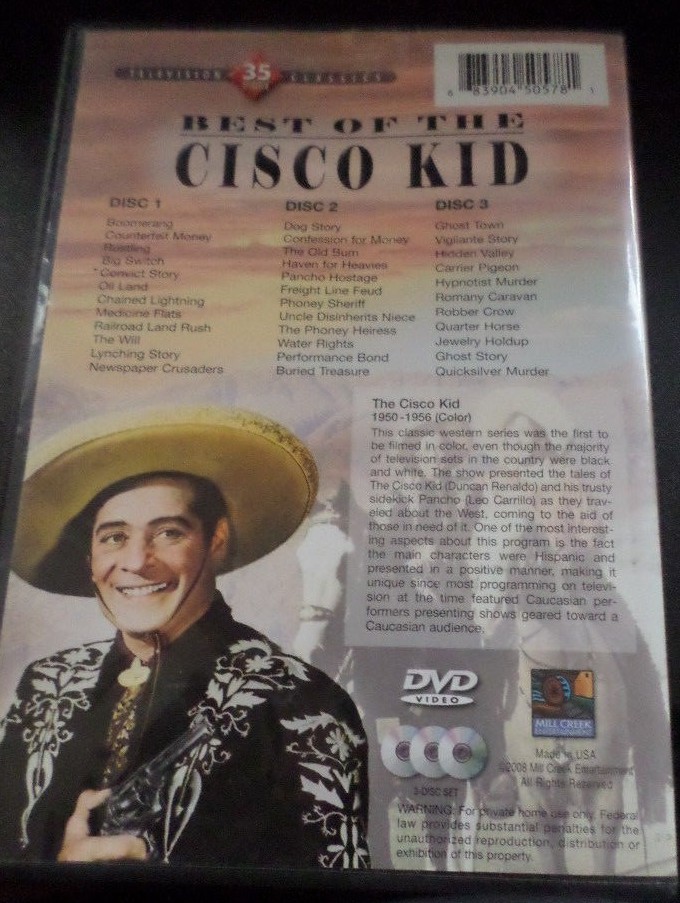 TELEVISION 35 CLASSICS
6 83904 50578 1
BEST OF THE
CISCO KID
DISC 1
Boomerang
Counterfeit Money
Rustling
Big Switch
Convict Story
Oil Land
Chained Lightning
Medicine Flats
Railroad Land Rush
The Will
Lynching Story
Newspaper Crusaders
DISC 2
Dog Story
Confession for Money
The Old Bum
Haven for Heavies
Pancho Hostage
Freight Line Feud
Phoney Sheriff
Uncle Disinherits Niece
The Phoney Heiress
Water Rights
Performance Bond
Buried Treasure
DISC 3
Ghost Town
Vigilante Story
Hidden Valley
Carrier Pigeon
Hypnotist Murder
Romany Caravan
Robber Crow
Quarter Horse
Jewelry Holdup
Ghost Story
Quicksilver Murder
The Cisco Kid
1950-1956 (Color)
This classic western series was the first to
be filmed in color, even though the majority
of television sets in the country were black
and white. The show presented the tales of
The Cisco Kid (Duncan Renaldo) and his trusty
sidekick Pancho (Leo Carrillo) as they trav-
eled about the West, coming to the aid of
those in need of it. One of the most interest-
ing aspects about this program is the fact
the main characters were Hispanic and
presented in a positive manner, making it
unique since most programming on televi-
sion at the time featured Caucasian per-
formers presenting shows geared toward a
Caucasian audience.
DVD
VIDEO
MILL CREEK
ENTERTAINMENT
3-DISC SET
Made in USA
©2008 Mill Creek Entertainment
All Rights Reserved
WARNING: For private home use only. Federal
law provides substantial penalties for the
unauthorized reproduction, distribution or
exhibition of this property.